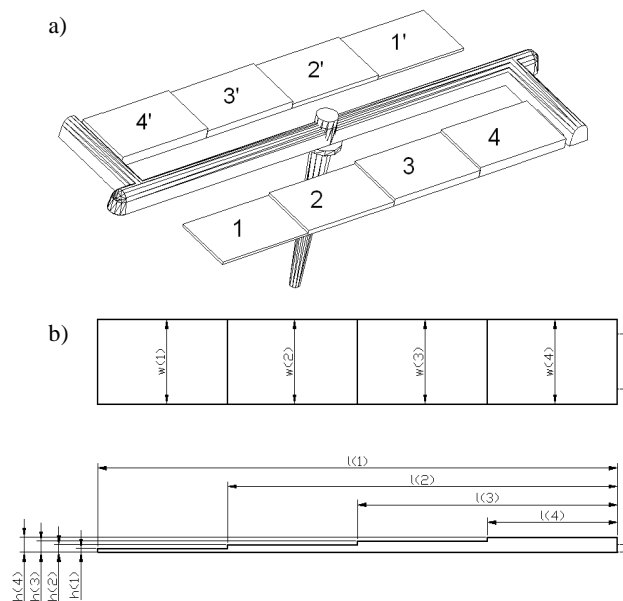 a)
1'
2'
3'
4'
4
3
2
1
b)
w(1)
w(2)
w(3)
w(4)
l(1)
l(2)
l(3)
l(4)
h(4)
h(3)
h(2)
h(1)